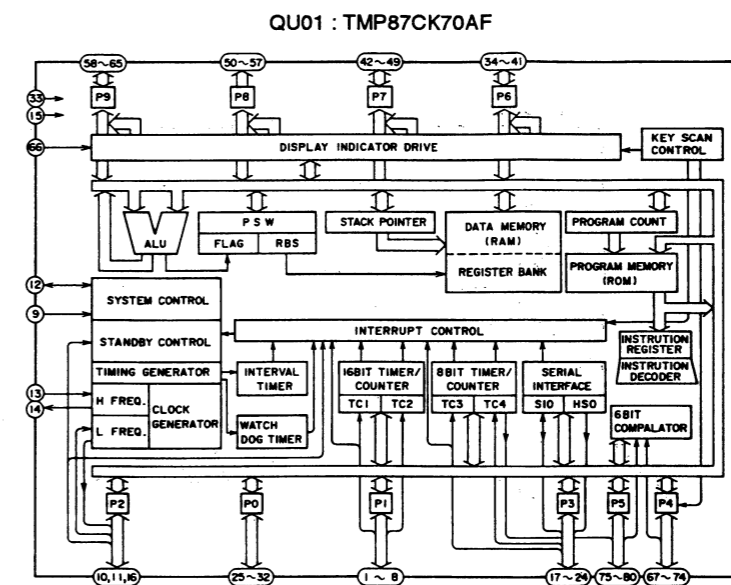 QU01 : TMP87CK70AF
58~65 50~57 42~49 34~41
33
15
P9 P8 P7 P6
66
DISPLAY INDICATOR DRIVE
KEY SCAN
CONTROL
ALU
P S W
FLAG RBS
STACK POINTER
DATA MEMORY
(RAM)
REGISTER BANK
PROGRAM COUNT
PROGRAM MEMORY
(ROM)
12
SYSTEM CONTROL
9
STANDBY CONTROL
INTERRUPT CONTROL
INSTRUTION
REGISTER
INSTRUTION
DECODER
TIMING GENERATOR
INTERVAL
TIMER
16BIT TIMER/
COUNTER
TC1 TC2
8BIT TIMER/
COUNTER
TC3 TC4
SERIAL
INTERFACE
SIO HSO
13
14
H FREQ.
L FREQ.
CLOCK
GENERATOR
WATCH
DOG TIMER
6BIT
COMPALATOR
P2 P0 P1 P3 P5 P4
10,11,16 25~32 1 ~ 8 17~24 75~80 67~74